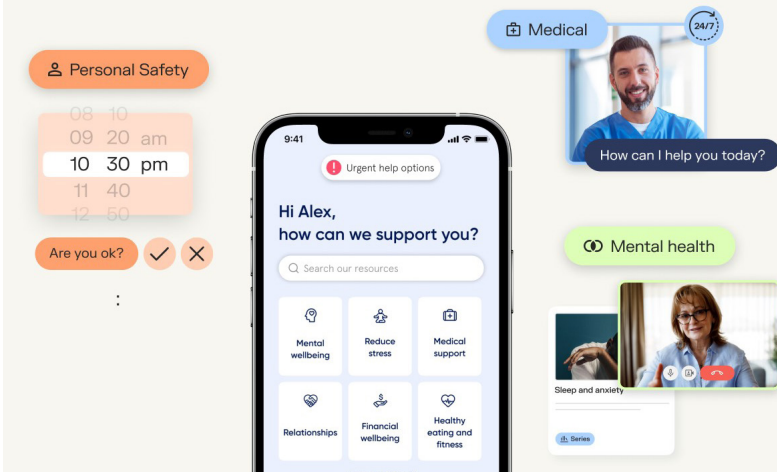 Personal Safety
08 10
09 20 am
10 30 pm
11 40
12 50
Are you ok?
:
9:41
Urgent help options
Hi Alex,
how can we support you?
Search our resources
Mental
wellbeing
Reduce
stress
Medical
support
Relationships
Financial
wellbeing
Healthy
eating and
fitness
Medical
24/7
How can I help you today?
Mental health
Sleep and anxiety
Series